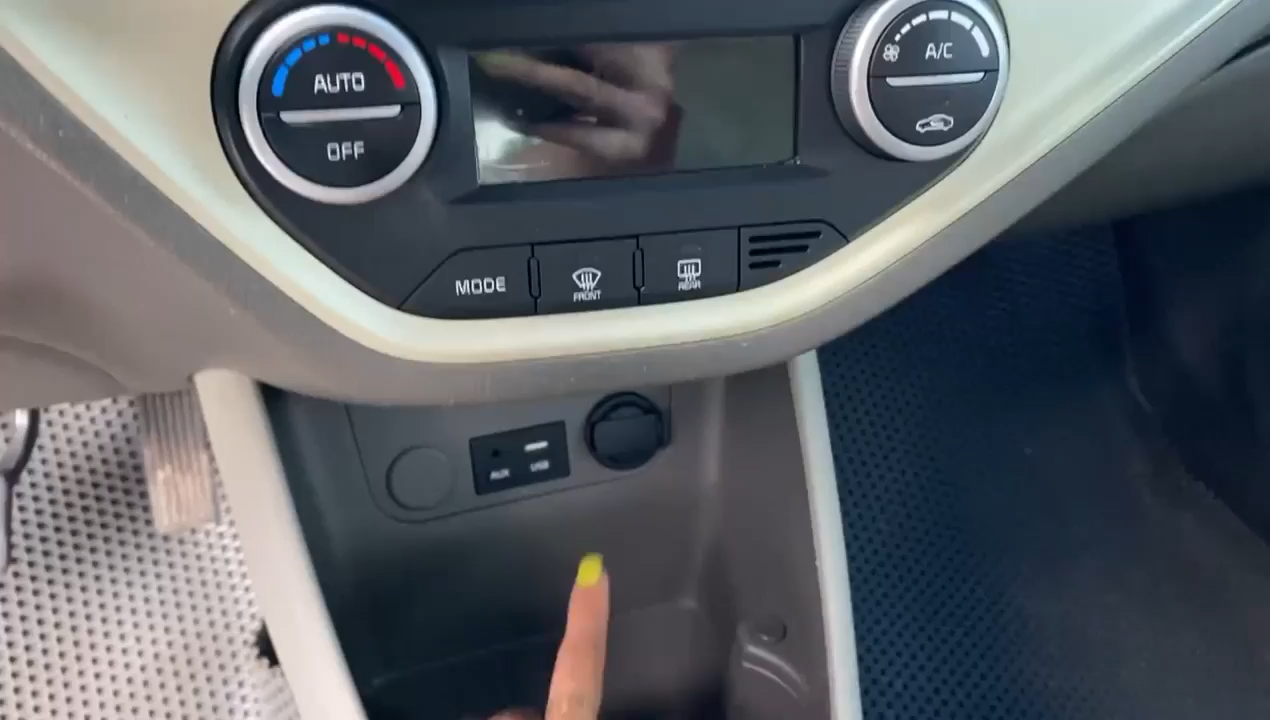 AUTO
OFF
A/C
MODE
FRONT
REAR
AUX
USB